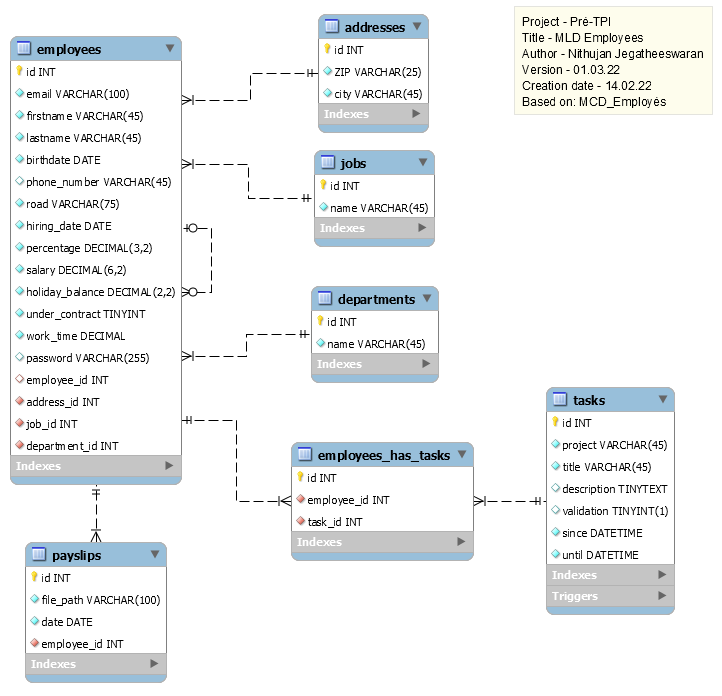 Project - Pré-TPI
Title - MLD Employees
Author - Nithujan Jegatheeswaran
Version - 01.03.22
Creation date - 14.02.22
Based on: MCD_Employés
employees
id INT
email VARCHAR(100)
firstname VARCHAR(45)
lastname VARCHAR(45)
birthdate DATE
phone_number VARCHAR(45)
road VARCHAR(75)
hiring_date DATE
percentage DECIMAL(3,2)
salary DECIMAL(6,2)
holiday_balance DECIMAL(2,2)
under_contract TINYINT
work_time DECIMAL
password VARCHAR(255)
employee_id INT
address_id INT
job_id INT
department_id INT
Indexes
addresses
id INT
ZIP VARCHAR(25)
city VARCHAR(45)
Indexes
jobs
id INT
name VARCHAR(45)
Indexes
departments
id INT
name VARCHAR(45)
Indexes
employees_has_tasks
id INT
employee_id INT
task_id INT
Indexes
tasks
id INT
project VARCHAR(45)
title VARCHAR(45)
description TINYTEXT
validation TINYINT(1)
since DATETIME
until DATETIME
Indexes
Triggers
payslips
id INT
file_path VARCHAR(100)
date DATE
employee_id INT
Indexes